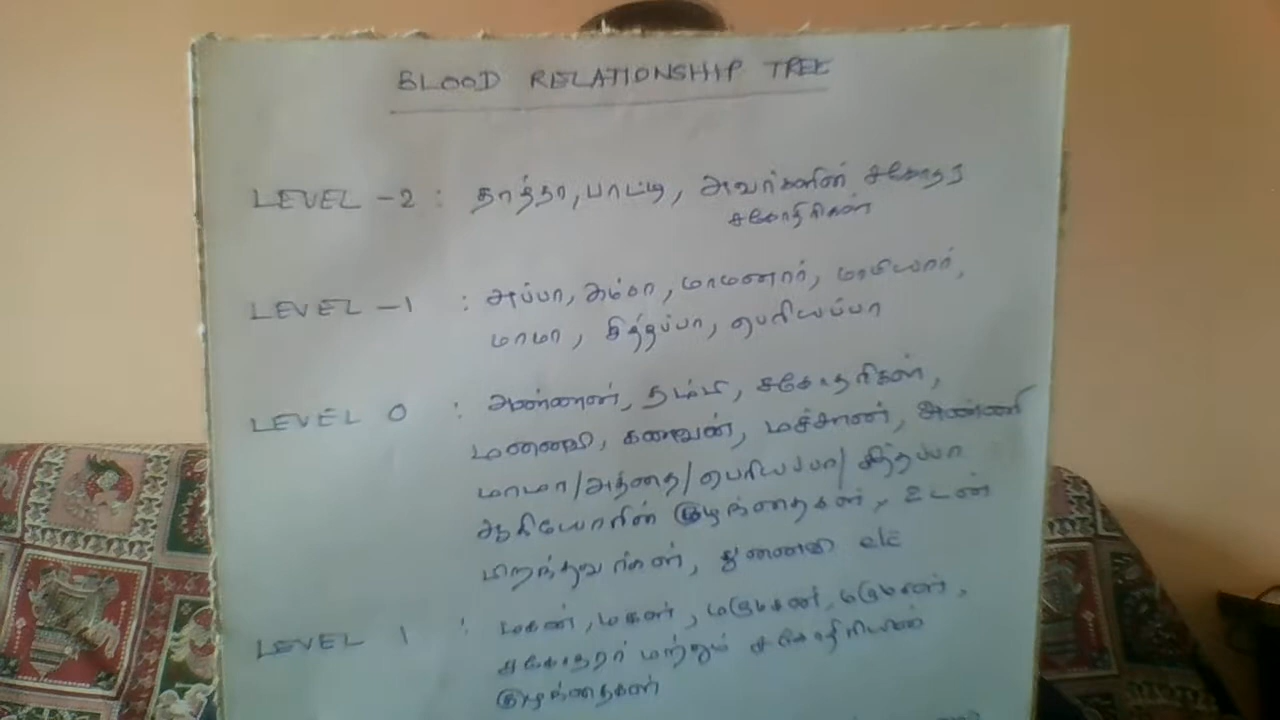 BLOOD RELATIONSHIP TREE
LEVEL -2 : தாத்தா, பாட்டி, அவர்களின் சகோதர
சகோதிரிகள்
LEVEL -1 : அப்பா, அம்மா, மாமனார், மாமியார்,
மாமா, சித்தப்பா, பெரியப்பா
LEVEL 0 : அண்ணன், தம்பி, சகோதரிகள்,
மனைவி, கணவன், மச்சான், அண்ணி
மாமா/அத்தை/பெரியப்பா/சித்தப்பா
ஆகியோரின் குழந்தைகள், உடன்
பிறந்தவர்கள், துணைவி etc
LEVEL 1 : மகன், மகள், மருமகன், மருமகள்,
சகோதரர் மற்றும் சகோதிரியின்
குழந்தைகள்